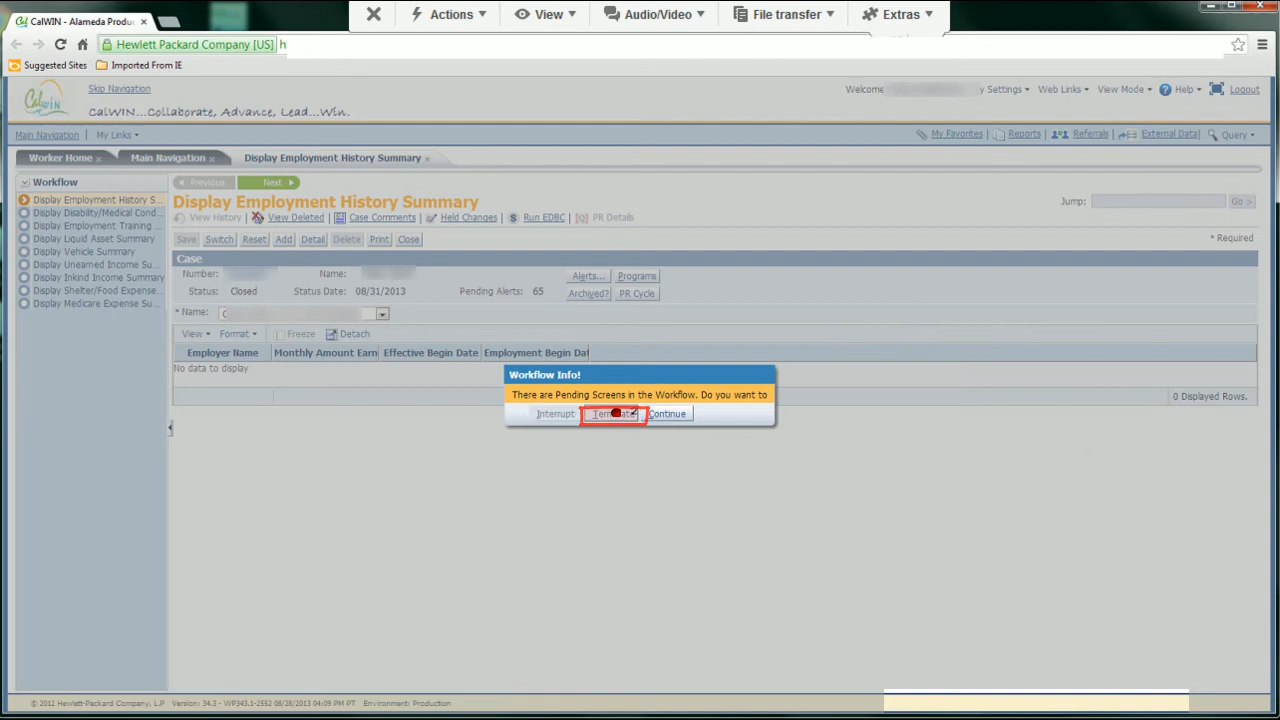 CalWIN - Alameda Produc
Actions
View
Audio/Video
File transfer
Extras
Hewlett Packard Company [US] h
Suggested Sites
Imported From IE
CalWIN
Skip Navigation
CalWIN...Collaborate, Advance, Lead...Win.
Welcome
Settings
Web Links
View Mode
Help
Logout
Main Navigation
My Links
My Favorites
Reports
Referrals
External Data
Query
Worker Home x
Main Navigation x
Display Employment History Summary x
Workflow
Display Employment History S...
Display Disability/Medical Cond...
Display Employment Training ...
Display Liquid Asset Summary
Display Vehicle Summary
Display Unearned Income Su...
Display Inkind Income Summary
Display Shelter/Food Expense...
Display Medicare Expense Su...
Previous
Next
Display Employment History Summary
Jump:
Go >
View History
View Deleted
Case Comments
Held Changes
Run EDBC
PR Details
Save
Switch
Reset
Add
Detail
Delete
Print
Close
* Required
Case
Number:
Name:
Alerts...
Programs
Status: Closed
Status Date: 08/31/2013
Pending Alerts: 65
Archived?
PR Cycle
* Name:
View
Format
Freeze
Detach
Employer Name
Monthly Amount Earn
Effective Begin Date
Employment Begin Dat
No data to display
0 Displayed Rows.
Workflow Info!
There are Pending Screens in the Workflow. Do you want to
Interrupt
Continue
© 2012 Hewlett-Packard Company, L.P Version: 34.3 - WP343.1-2552 08/28/2013 04:09 PM PT Environment: Production